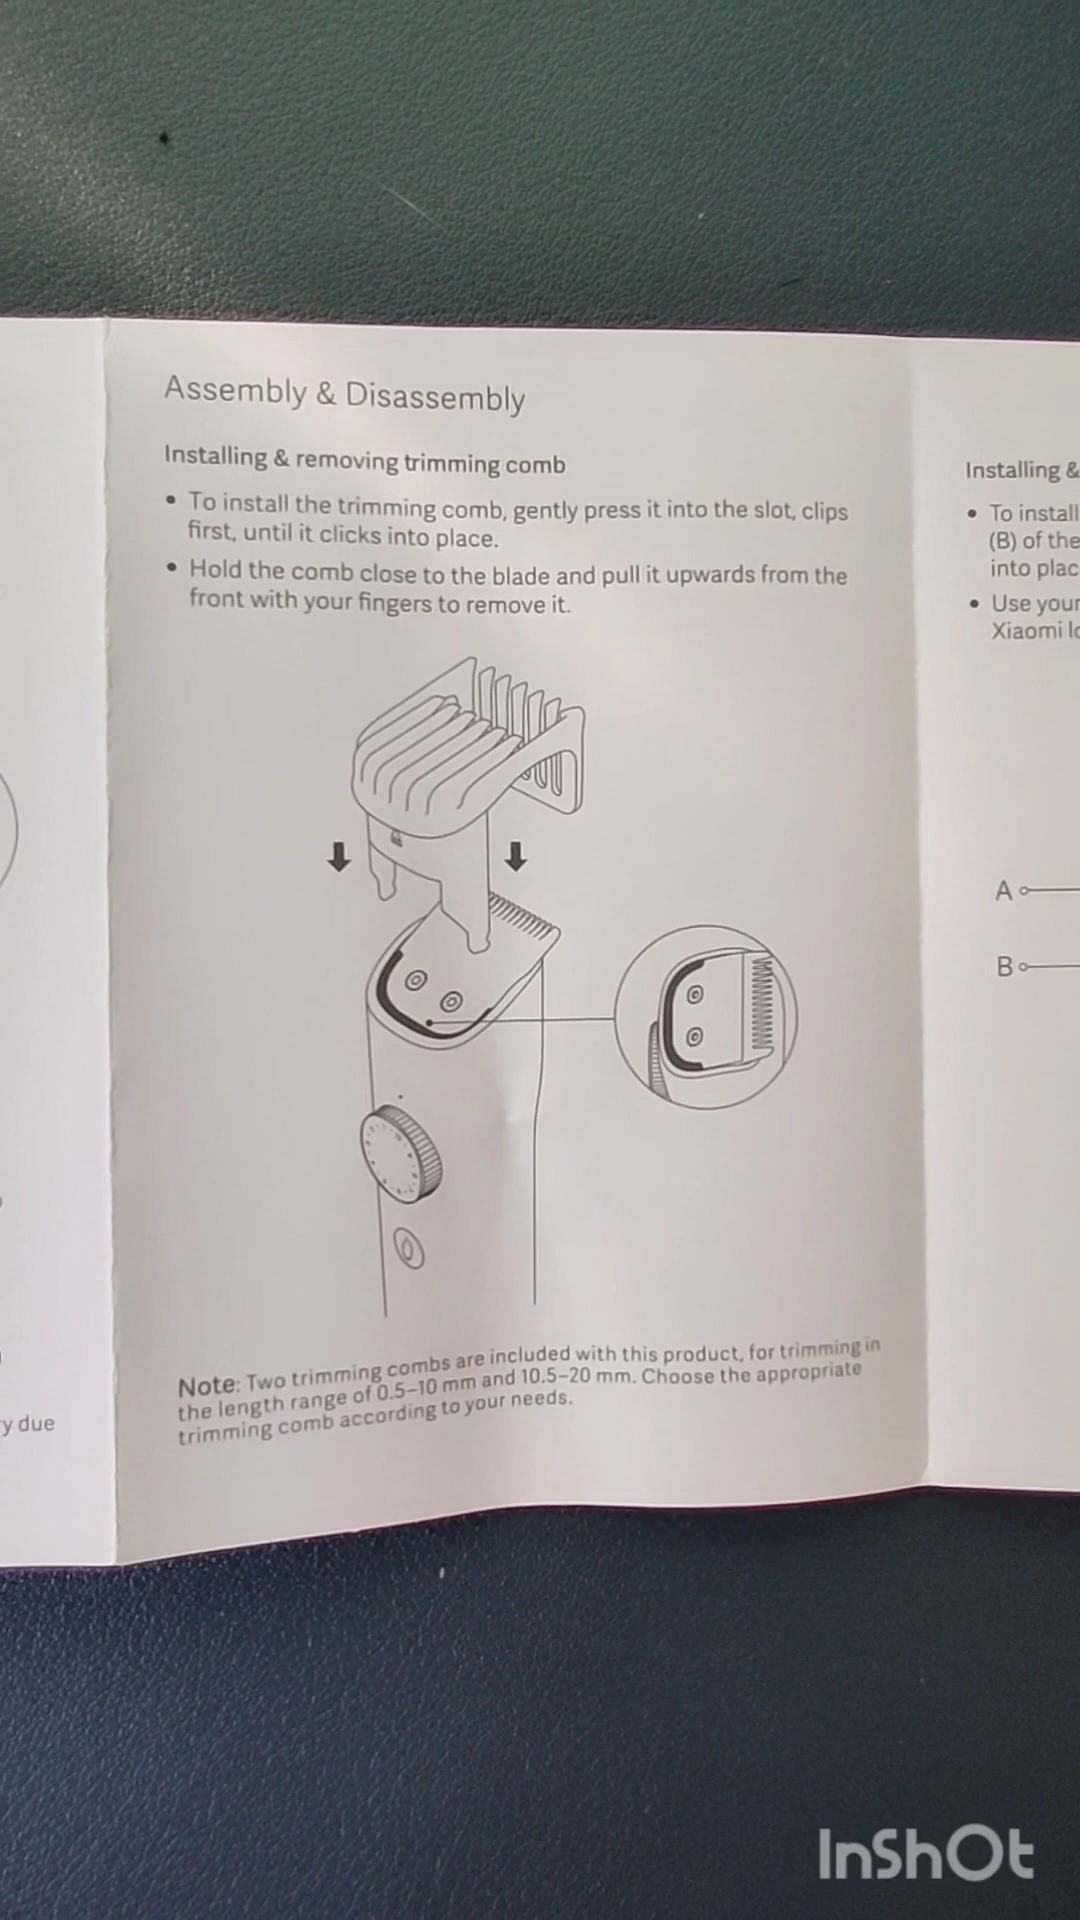 Assembly & Disassembly
Installing & removing trimming comb
• To install the trimming comb, gently press it into the slot, clips
first, until it clicks into place.
• Hold the comb close to the blade and pull it upwards from the
front with your fingers to remove it.
Note: Two trimming combs are included with this product, for trimming in
the length range of 0.5–10 mm and 10.5–20 mm. Choose the appropriate
trimming comb according to your needs.
y due
Installing &
• To install
(B) of the
into plac
• Use your
Xiaomi lo
A
B
InShOt